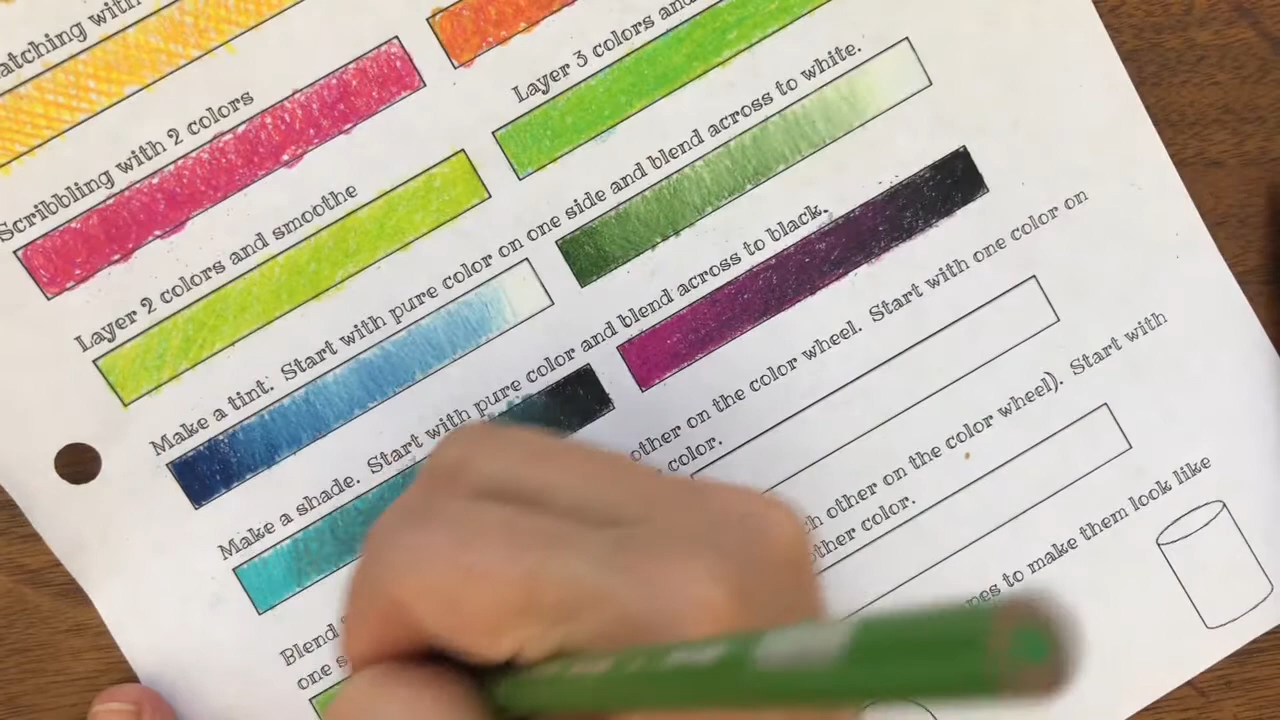 atching with
Scribbling with 2 colors
Layer 3 colors and
Layer 2 colors and smoothe
Make a tint. Start with pure color on one side and blend across to white.
Make a shade. Start with pure color and blend across to black.
Blend other on the color wheel. Start with one color on
one color.
other on the color wheel). Start with
other color.
to make them look like